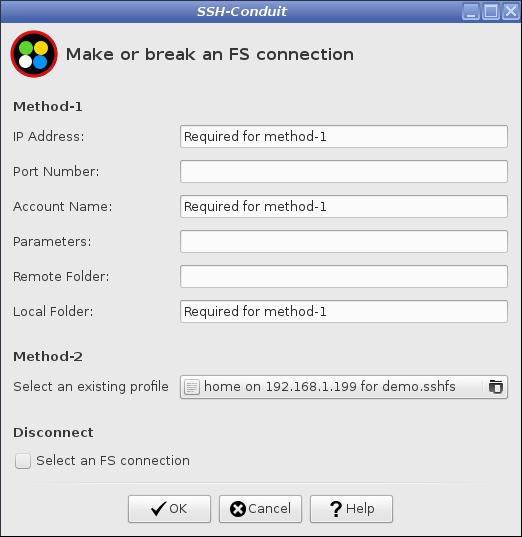 SSH-Conduit
Make or break an FS connection
Method-1
IP Address: Required for method-1
Port Number:
Account Name: Required for method-1
Parameters:
Remote Folder:
Local Folder: Required for method-1
Method-2
Select an existing profile home on 192.168.1.199 for demo.sshfs
Disconnect
Select an FS connection
OK Cancel ? Help